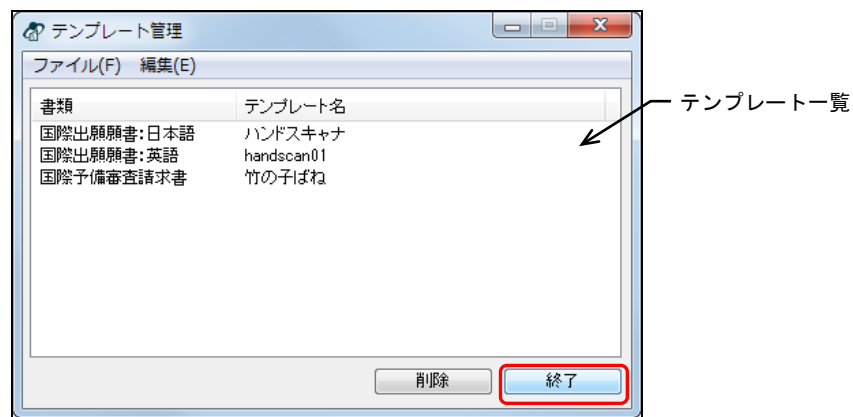 テンプレート管理
ファイル(F) 編集(E)
テンプレート一覧
書類 テンプレート名
国際出願願書:日本語 ハンドスキャナ
国際出願願書:英語 handscan01
国際予備審査請求書 竹の子ばね
削除 終了